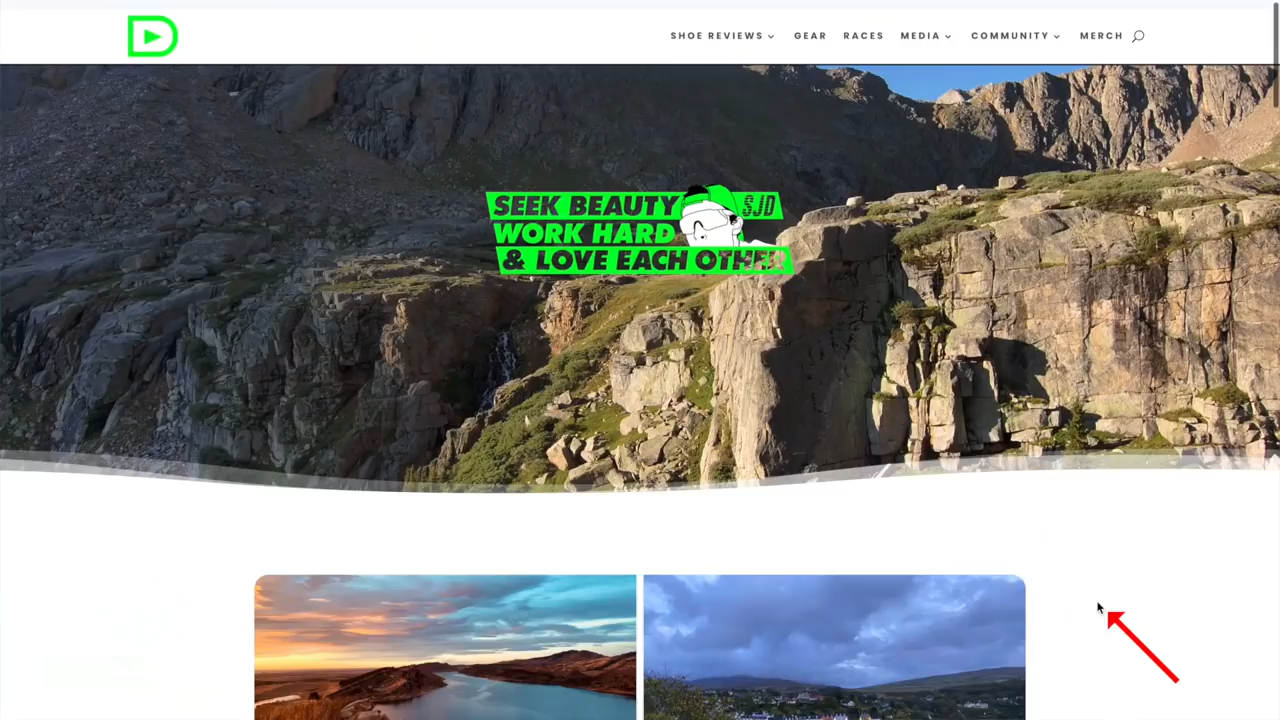 SHOE REVIEWS GEAR RACES MEDIA COMMUNITY MERCH
SEEK BEAUTY SJD
WORK HARD
& LOVE EACH OTHER